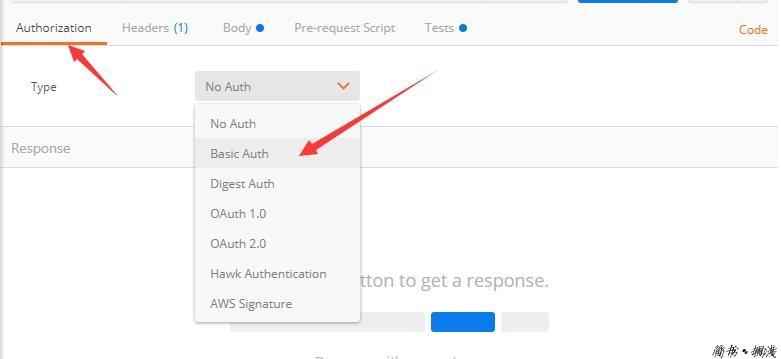 Authorization Headers (1) Body Pre-request Script Tests Code
Type No Auth
No Auth
Basic Auth
Response
Digest Auth
OAuth 1.0
OAuth 2.0
Hawk Authentication
tton to get a response.
AWS Signature
简书·搁浅